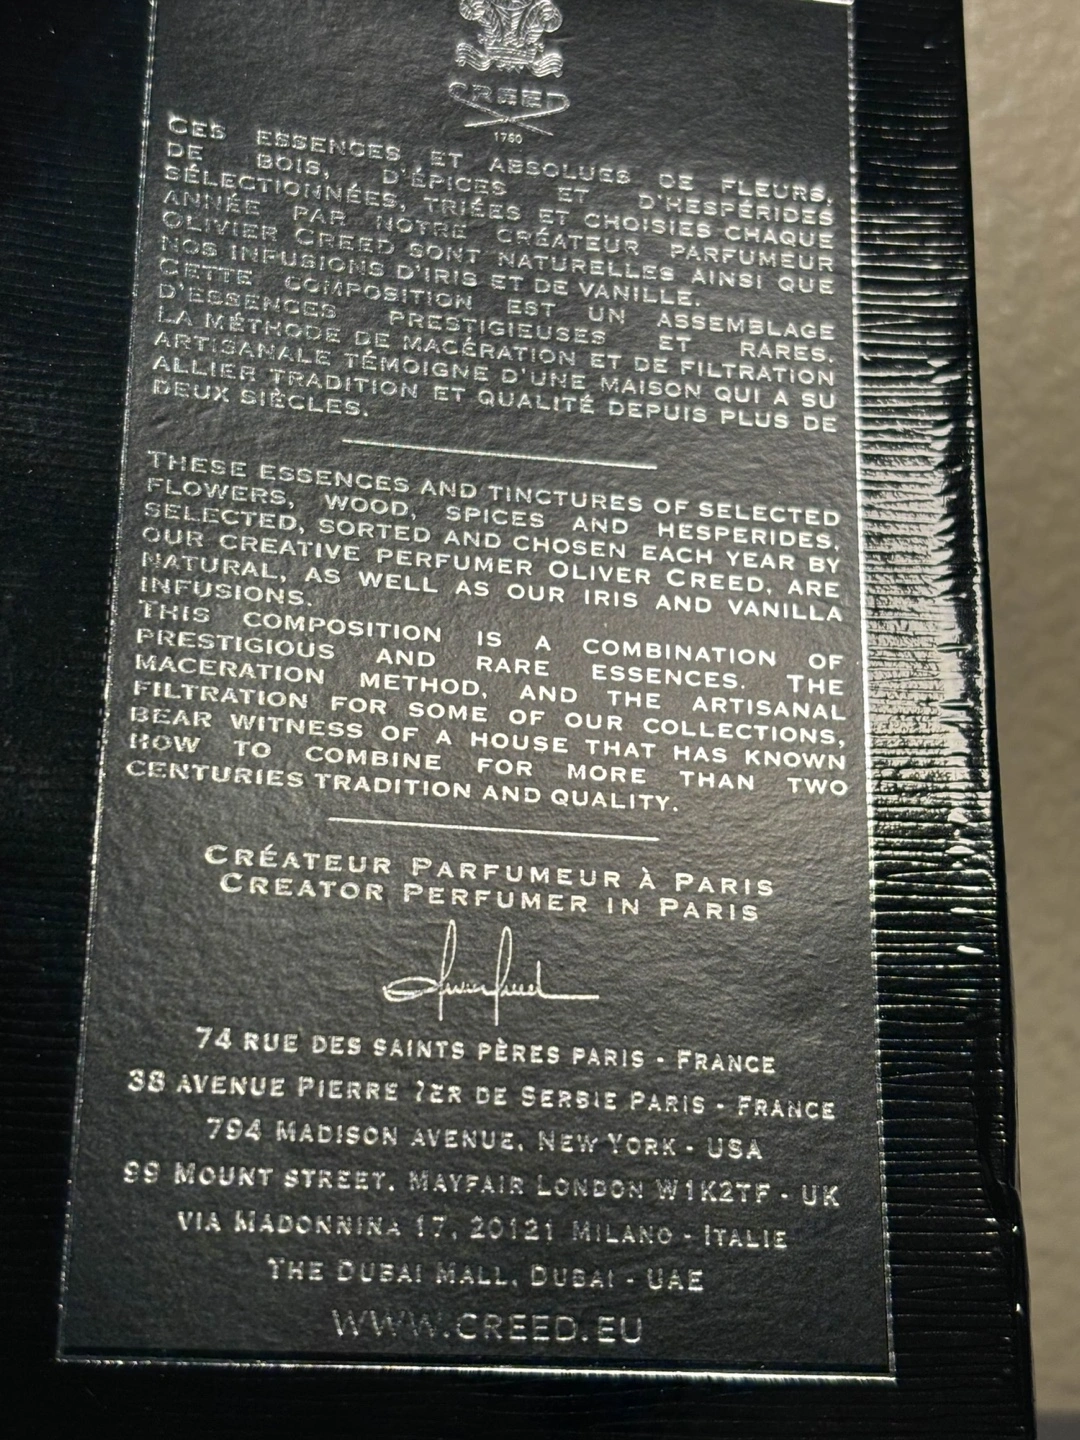 CREED
1760
CES ESSENCES ET ABSOLUES DE FLEURS,
DE BOIS, D'ÉPICES ET D'HESPÉRIDES
SÉLECTIONNÉES, TRIÉES ET CHOISIES CHAQUE
ANNÉE PAR NOTRE CRÉATEUR PARFUMEUR
OLIVIER CREED SONT NATURELLES AINSI QUE
NOS INFUSIONS D'IRIS ET DE VANILLE.
CETTE COMPOSITION EST UN ASSEMBLAGE
D'ESSENCES PRESTIGIEUSES ET RARES.
LA MÉTHODE DE MACÉRATION ET DE FILTRATION
ARTISANALE TÉMOIGNE D'UNE MAISON QUI A SU
ALLIER TRADITION ET QUALITÉ DEPUIS PLUS DE
DEUX SIÈCLES.
THESE ESSENCES AND TINCTURES OF SELECTED
FLOWERS, WOOD, SPICES AND HESPERIDES,
SELECTED, SORTED AND CHOSEN EACH YEAR BY
OUR CREATIVE PERFUMER OLIVER CREED, ARE
NATURAL, AS WELL AS OUR IRIS AND VANILLA
INFUSIONS.
THIS COMPOSITION IS A COMBINATION OF
PRESTIGIOUS AND RARE ESSENCES. THE
MACERATION METHOD, AND THE ARTISANAL
FILTRATION FOR SOME OF OUR COLLECTIONS,
BEAR WITNESS OF A HOUSE THAT HAS KNOWN
HOW TO COMBINE FOR MORE THAN TWO
CENTURIES TRADITION AND QUALITY.
CRÉATEUR PARFUMEUR À PARIS
CREATOR PERFUMER IN PARIS
Olivier Creed
74 RUE DES SAINTS PÈRES PARIS - FRANCE
38 AVENUE PIERRE 1ER DE SERBIE PARIS - FRANCE
794 MADISON AVENUE, NEW YORK - USA
99 MOUNT STREET, MAYFAIR LONDON W1K2TF - UK
VIA MADONNINA 17, 20121 MILANO - ITALIE
THE DUBAI MALL, DUBAI - UAE
WWW.CREED.EU